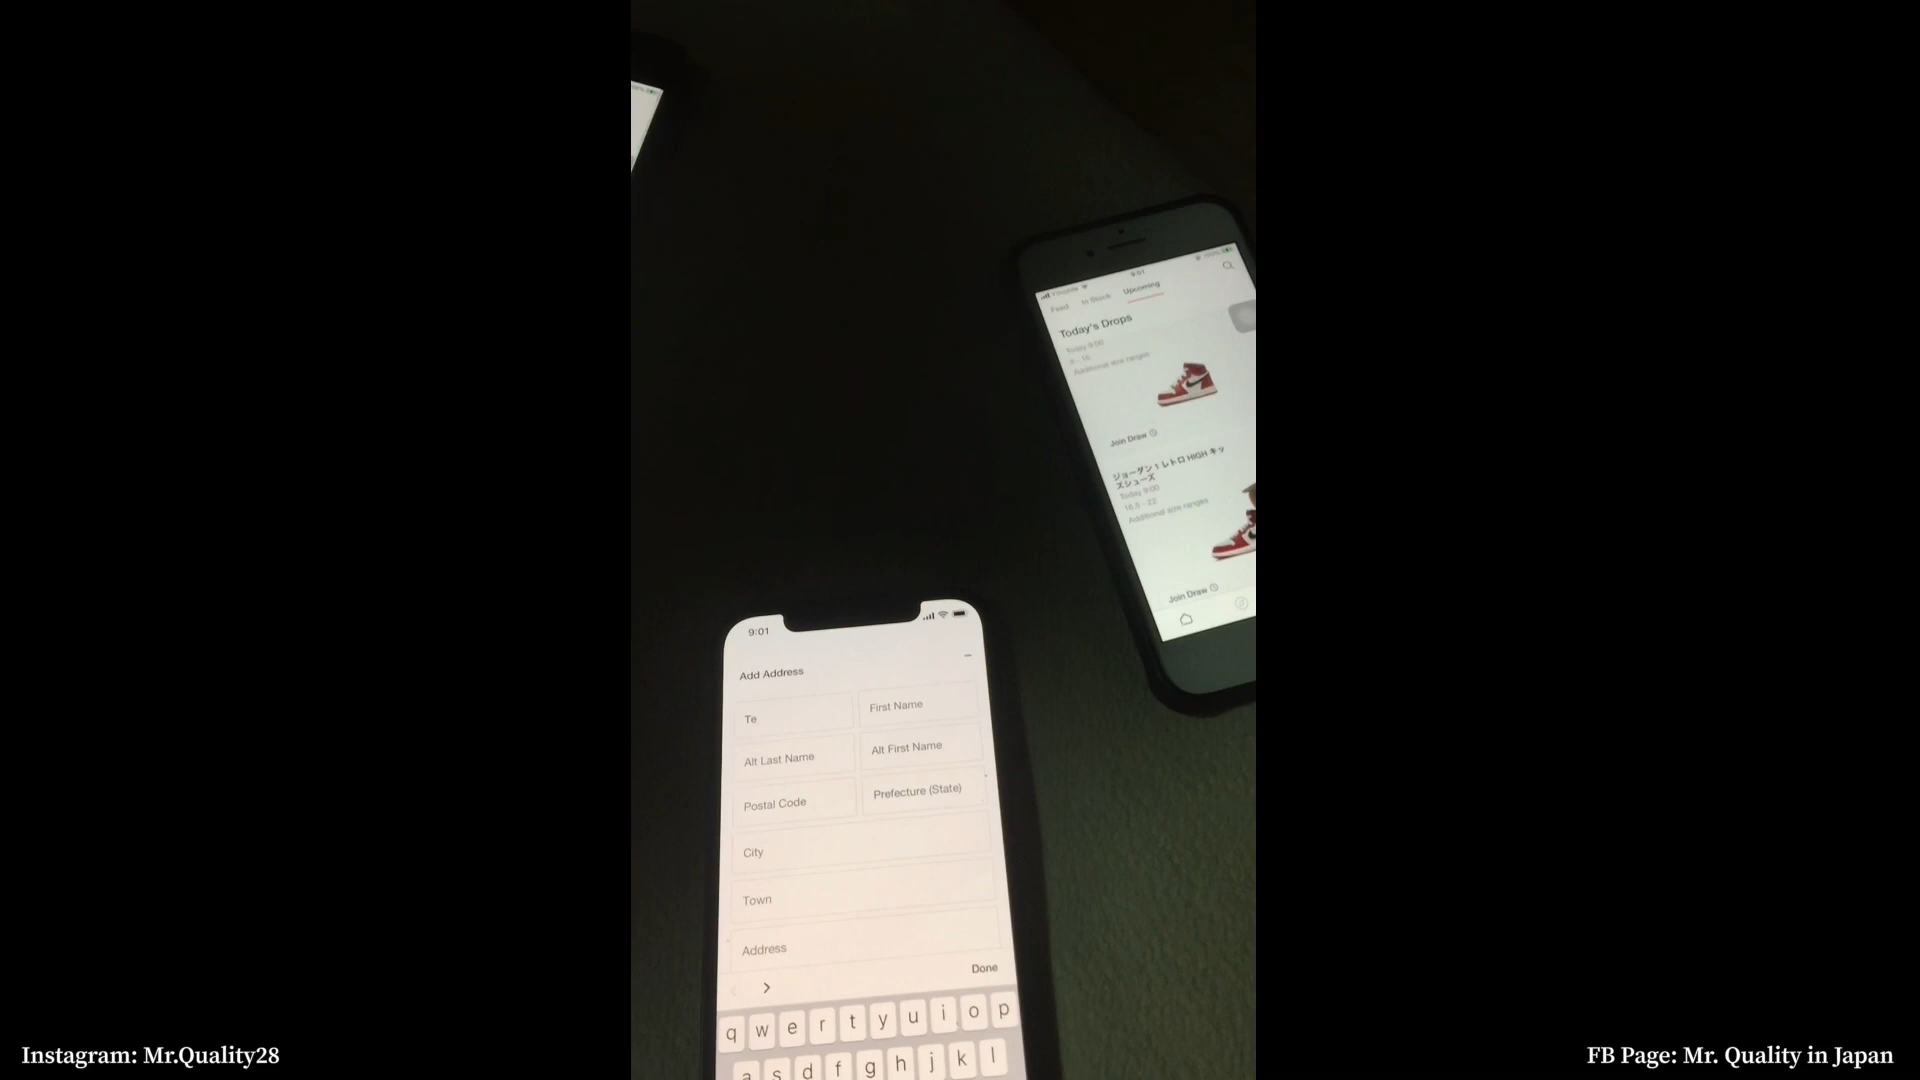 9:01
Feed In Stock Upcoming
Today's Drops
Today 9:00
Additional size ranges
Join Draw
ジョーダン 1 レトロ HIGH キッ
ズシューズ
Today 9:00
16.5 - 22
Additional size ranges
Join Draw
9:01
Add Address
Te First Name
Alt Last Name Alt First Name
Postal Code Prefecture (State)
City
Town
Address
Done
q w e r t y u i o p
a s d f g h j k l
Instagram: Mr.Quality28
FB Page: Mr. Quality in Japan